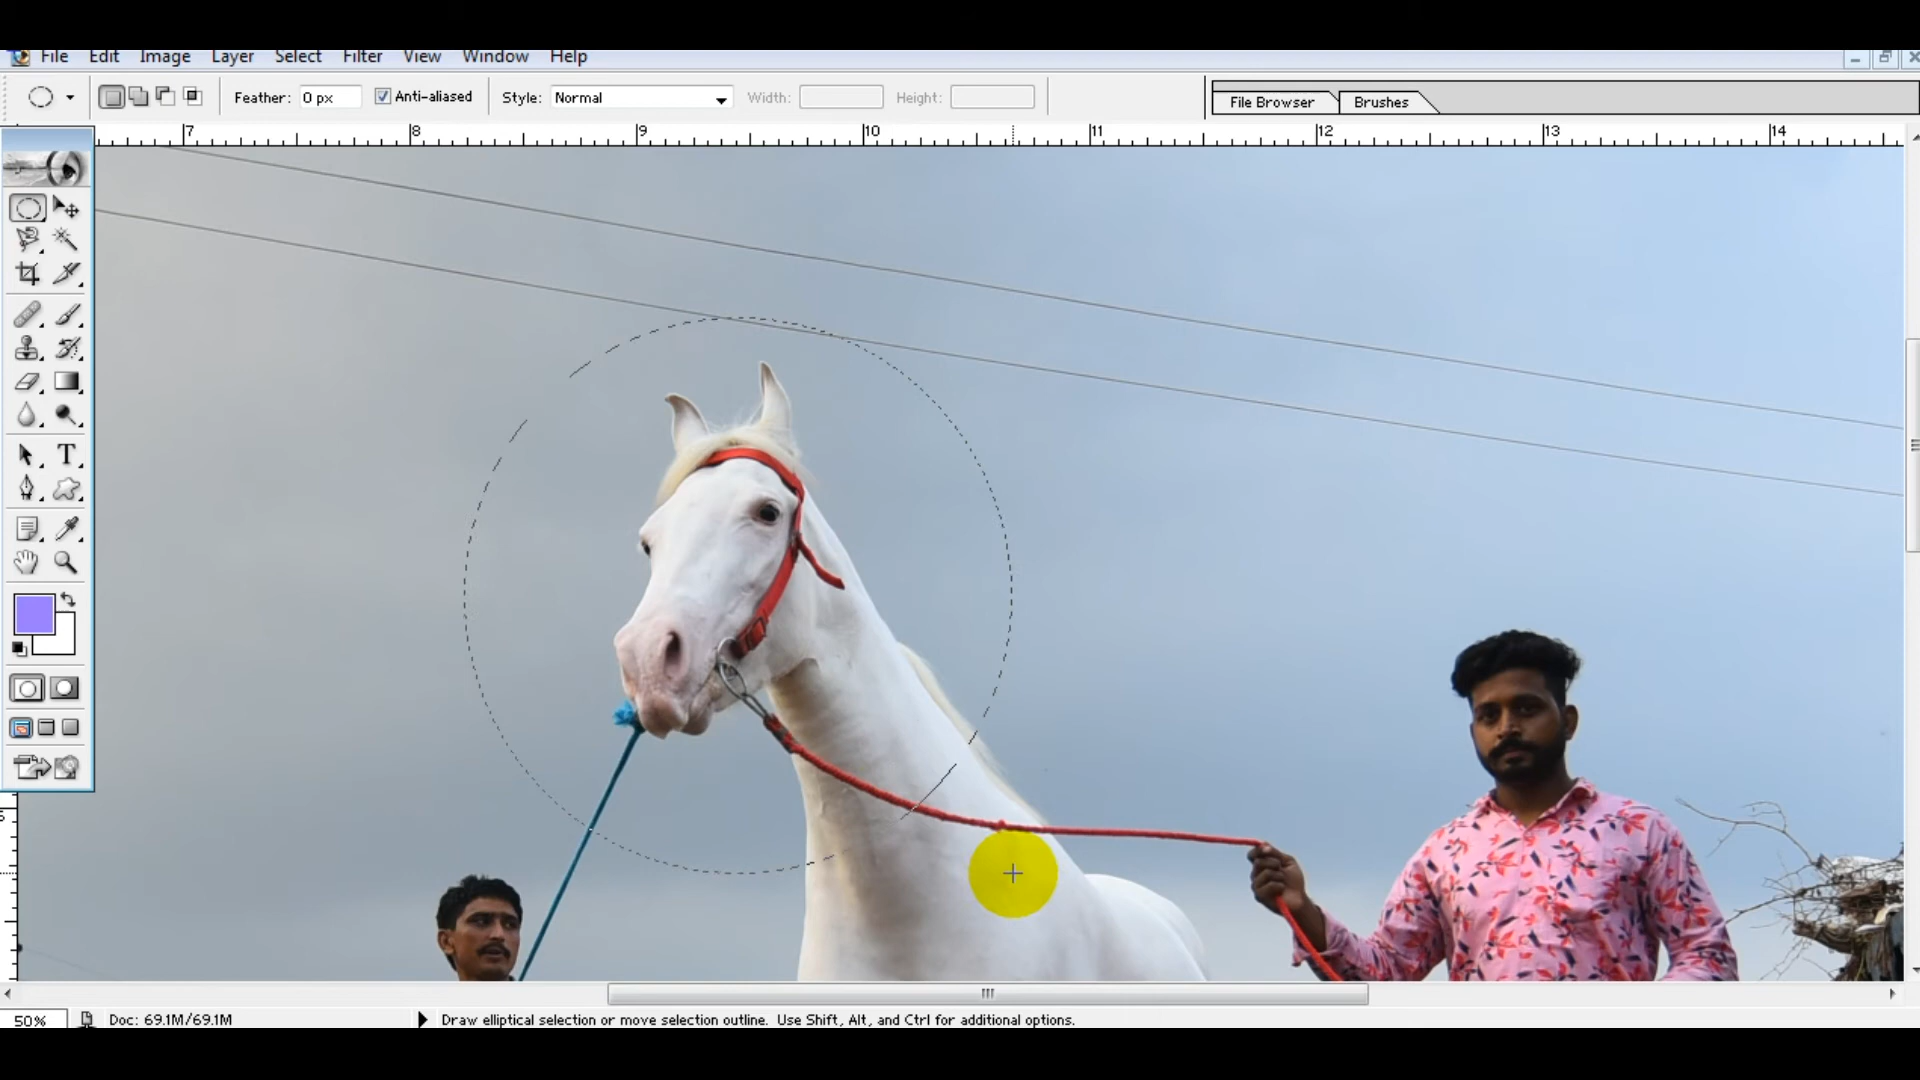 File Edit Image Layer Select Filter View Window Help
Feather: 0 px Anti-aliased Style: Normal Width: Height: File Browser Brushes
7 8 9 10 11 12 13 14
T
50% Doc: 69.1M/69.1M Draw elliptical selection or move selection outline. Use Shift, Alt, and Ctrl for additional options.